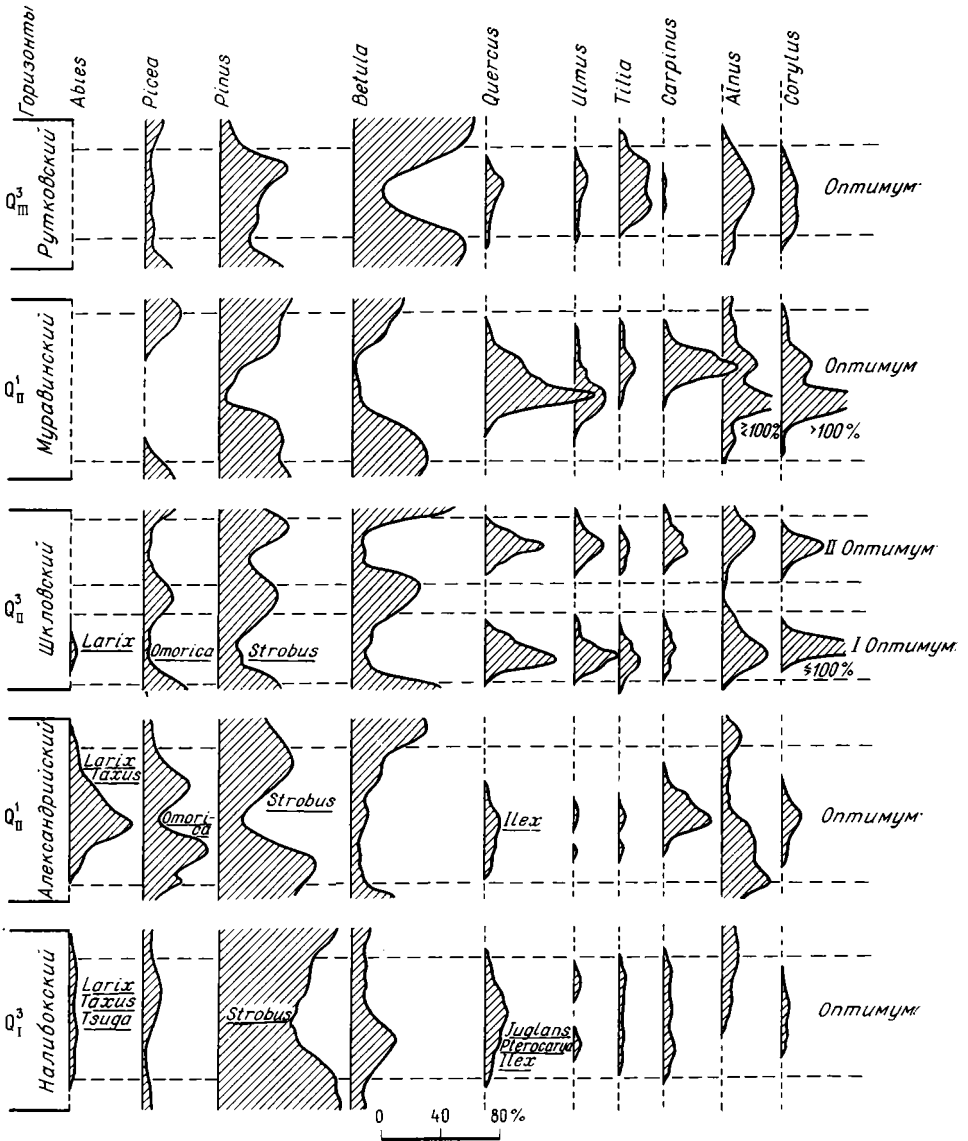 Горизонты
Abies
Picea
Pinus
Betula
Quercus
Ulmus
Tilia
Carpinus
Alnus
Corylus
Q³III
Рутковский
Оптимум
Q¹II
Муравинский
Оптимум
≥100%
>100%
Q³II
Шкловский
II Оптимум
Larix
Omorica
Strobus
I Оптимум
≤100%
Q¹II
Александрийский
Larix
Taxus
Omori-
ca
Strobus
Ilex
Оптимум
Q³I
Налибокский
Larix
Taxus
Tsuga
Strobus
Juglans
Pterocarya
Ilex
Оптимум
0 40 80%